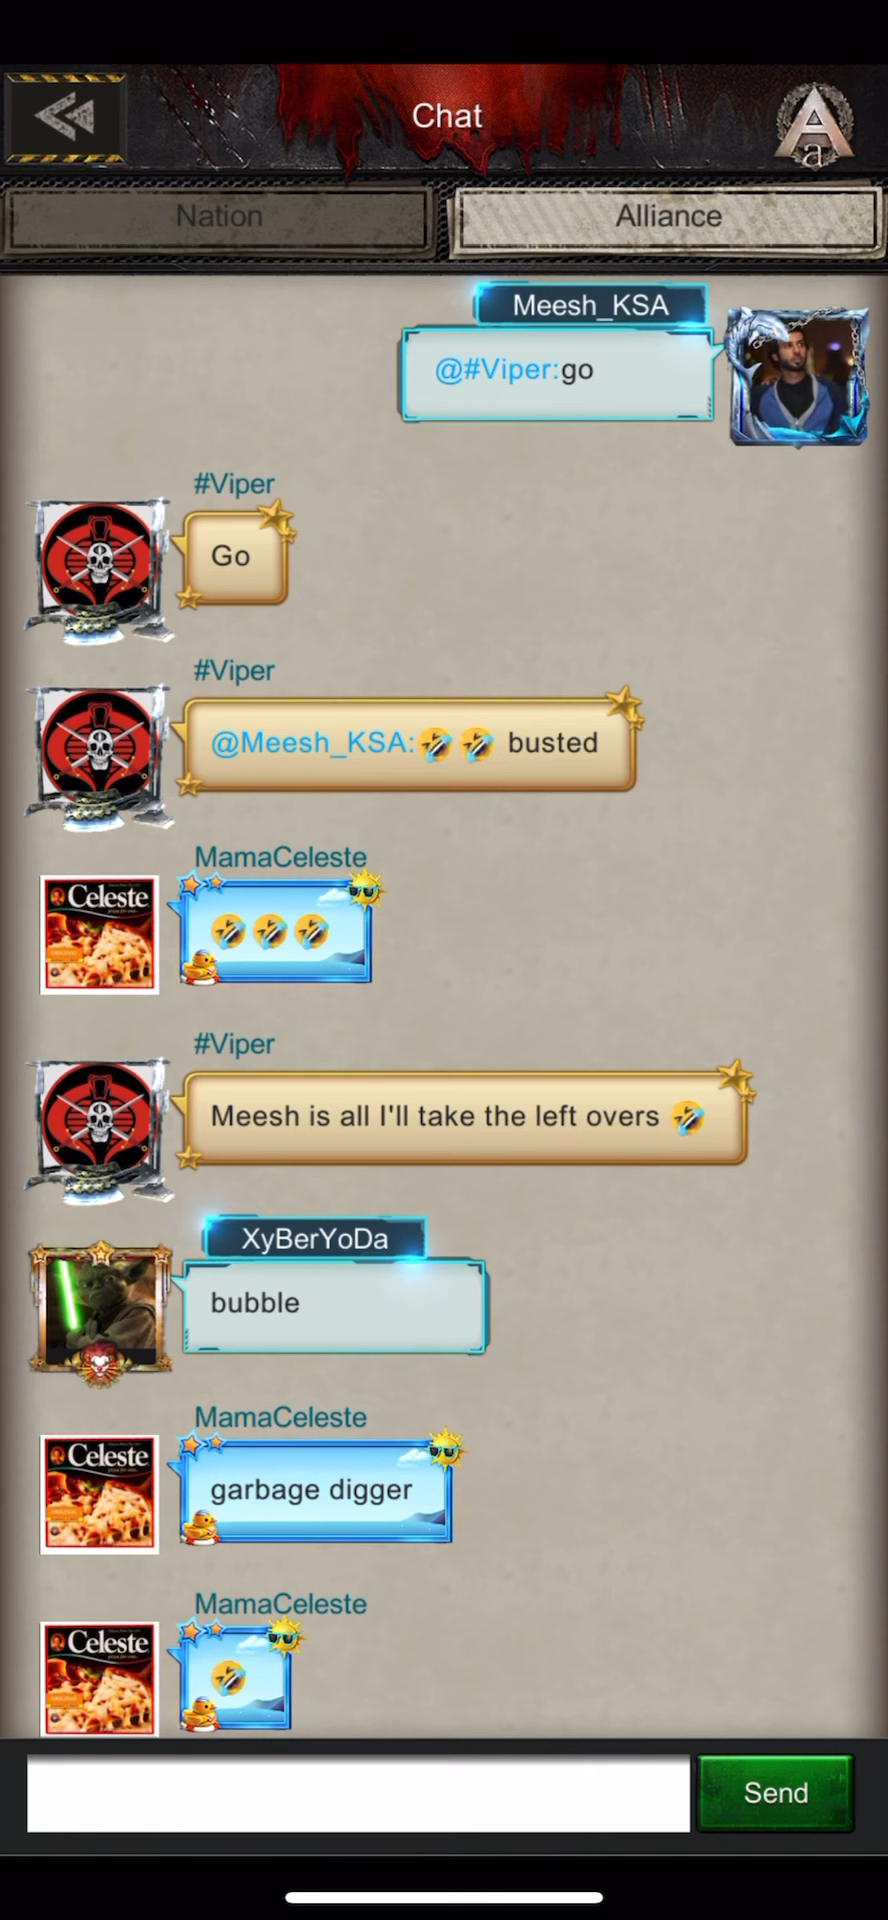 Chat
Nation
Alliance
Meesh_KSA
@#Viper:go
#Viper
Go
#Viper
@Meesh_KSA:🤣🤣 busted
MamaCeleste
Celeste
🤣🤣🤣
#Viper
Meesh is all I'll take the left overs 🤣
XyBerYoDa
bubble
MamaCeleste
Celeste
garbage digger
MamaCeleste
Celeste
🤣
Send